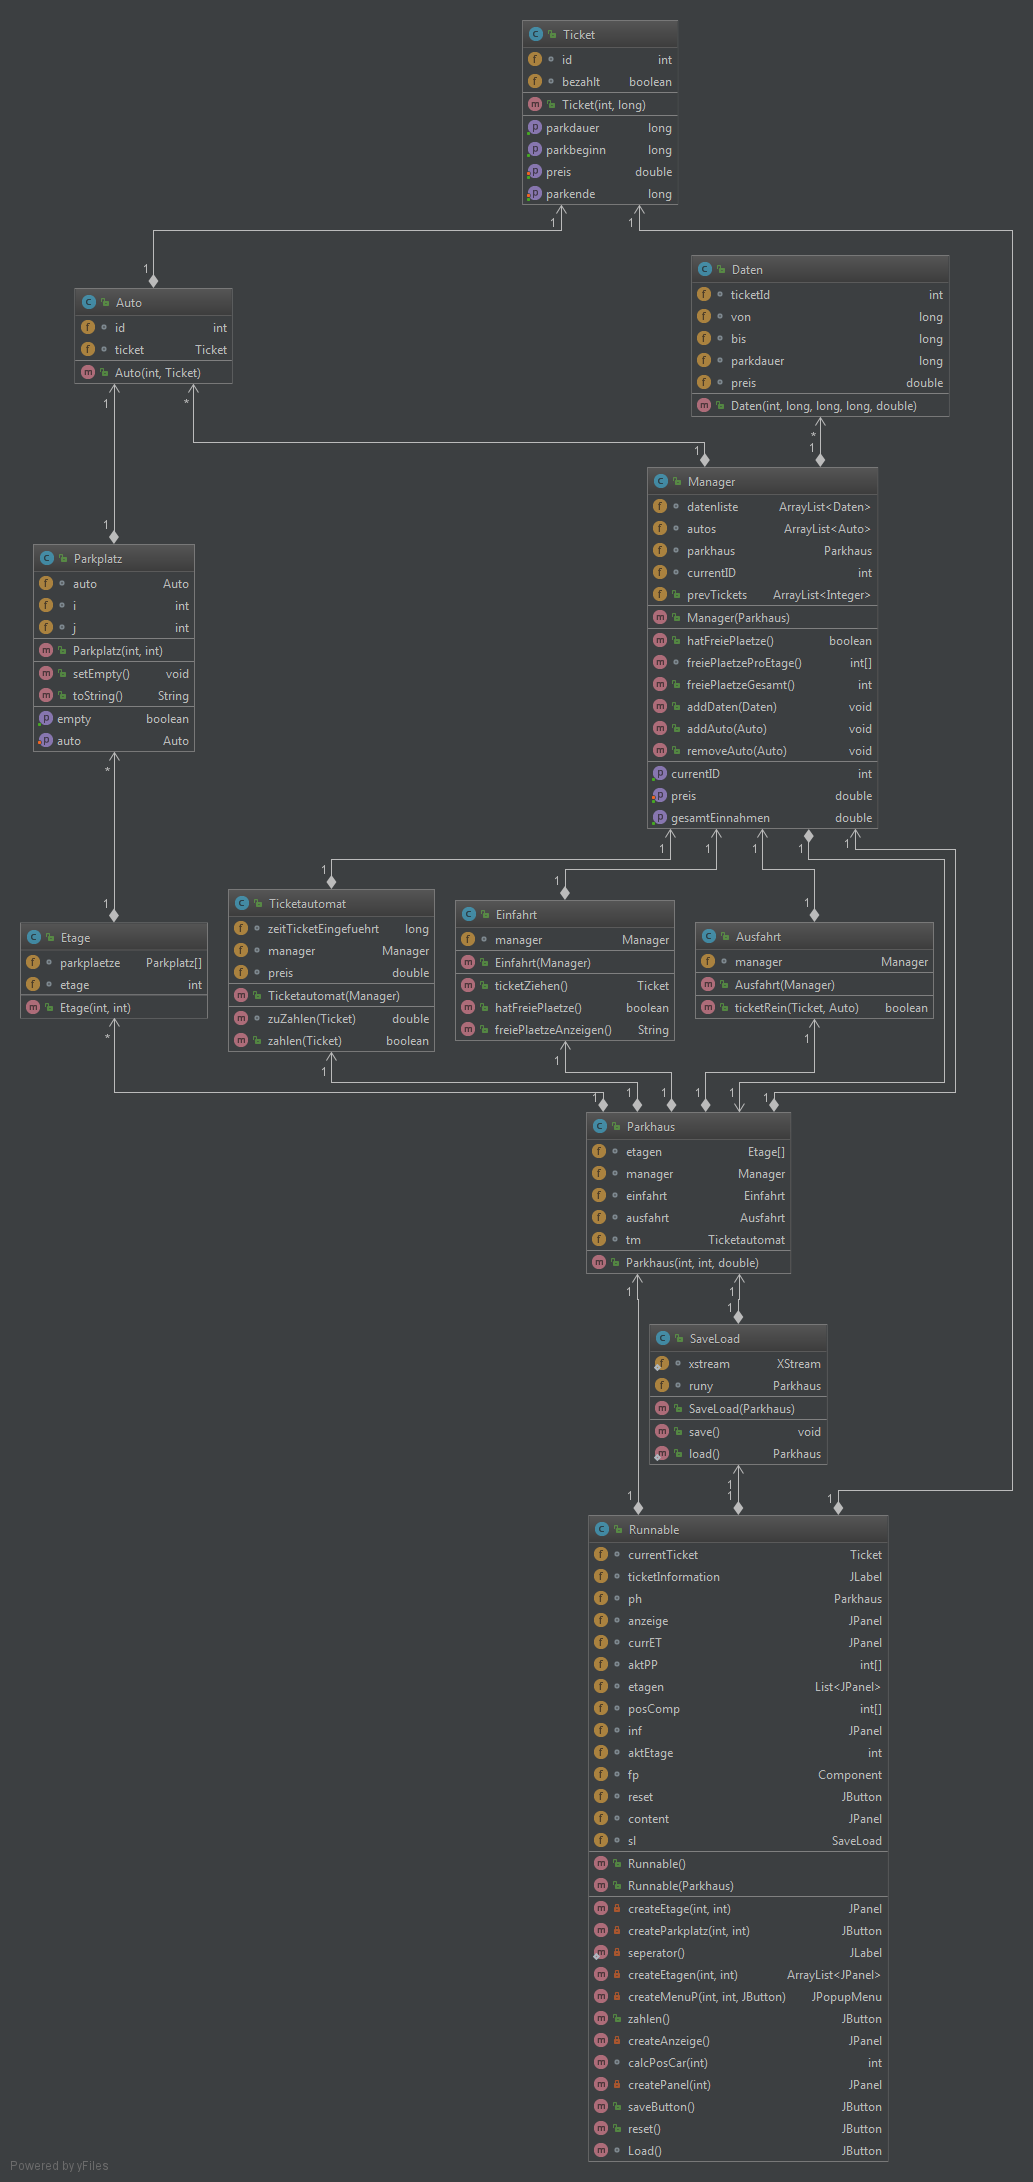 Ticket
id int
bezahlt boolean
Ticket(int, long)
parkdauer long
parkbeginn long
preis double
parkende long
1 1
1
Auto
id int
ticket Ticket
Auto(int, Ticket)
1 *
Daten
ticketId int
von long
bis long
parkdauer long
preis double
Daten(int, long, long, long, double)
*
1 1
Manager
datenliste ArrayList<Daten>
autos ArrayList<Auto>
parkhaus Parkhaus
currentID int
prevTickets ArrayList<Integer>
Manager(Parkhaus)
hatFreiePlaetze() boolean
freiePlaetzeProEtage() int[]
freiePlaetzeGesamt() int
addDaten(Daten) void
addAuto(Auto) void
removeAuto(Auto) void
currentID int
preis double
gesamtEinnahmen double
1 1 1 1 1
1
Parkplatz
auto Auto
i int
j int
Parkplatz(int, int)
setEmpty() void
toString() String
empty boolean
auto Auto
*
1
Etage
parkplaetze Parkplatz[]
etage int
Etage(int, int)
*
1
Ticketautomat
zeitTicketEingefuehrt long
manager Manager
preis double
Ticketautomat(Manager)
zuZahlen(Ticket) double
zahlen(Ticket) boolean
1
1
Einfahrt
manager Manager
Einfahrt(Manager)
ticketZiehen() Ticket
hatFreiePlaetze() boolean
freiePlaetzeAnzeigen() String
1
1
Ausfahrt
manager Manager
Ausfahrt(Manager)
ticketRein(Ticket, Auto) boolean
1
1 1 1 1 1 1
Parkhaus
etagen Etage[]
manager Manager
einfahrt Einfahrt
ausfahrt Ausfahrt
tm Ticketautomat
Parkhaus(int, int, double)
1 1
1
SaveLoad
xstream XStream
runy Parkhaus
SaveLoad(Parkhaus)
save() void
load() Parkhaus
1
1 1 1
Runnable
currentTicket Ticket
ticketInformation JLabel
ph Parkhaus
anzeige JPanel
currET JPanel
aktPP int[]
etagen List<JPanel>
posComp int[]
inf JPanel
aktEtage int
fp Component
reset JButton
content JPanel
sl SaveLoad
Runnable()
Runnable(Parkhaus)
createEtage(int, int) JPanel
createParkplatz(int, int) JButton
seperator() JLabel
createEtagen(int, int) ArrayList<JPanel>
createMenuP(int, int, JButton) JPopupMenu
zahlen() JButton
createAnzeige() JPanel
calcPosCar(int) int
createPanel(int) JPanel
saveButton() JButton
reset() JButton
Load() JButton
Powered by yFiles